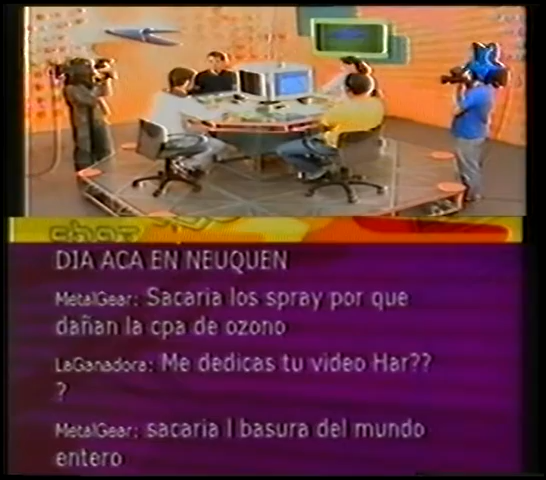 chat
DIA ACA EN NEUQUEN
MetalGear: Sacaria los spray por que
dañan la cpa de ozono
LaGanadora: Me dedicas tu video Har??
?
MetalGear: sacaria l basura del mundo
entero